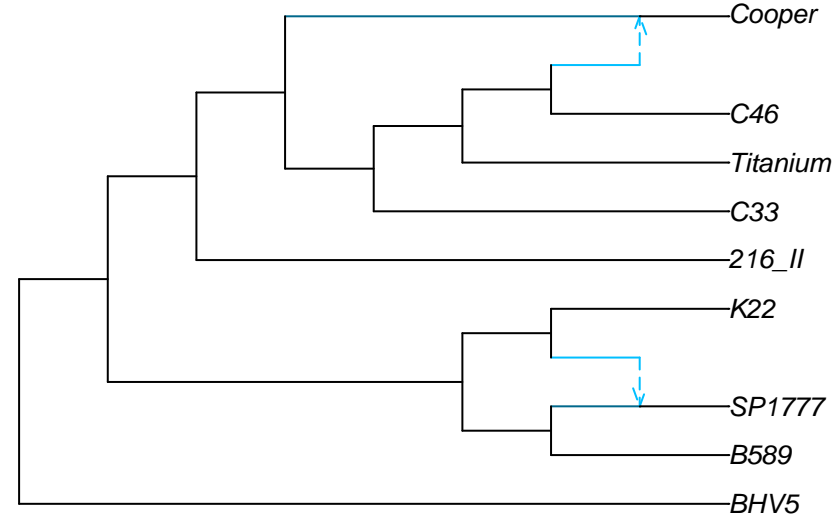 Cooper
C46
Titanium
C33
216_II
K22
SP1777
B589
BHV5